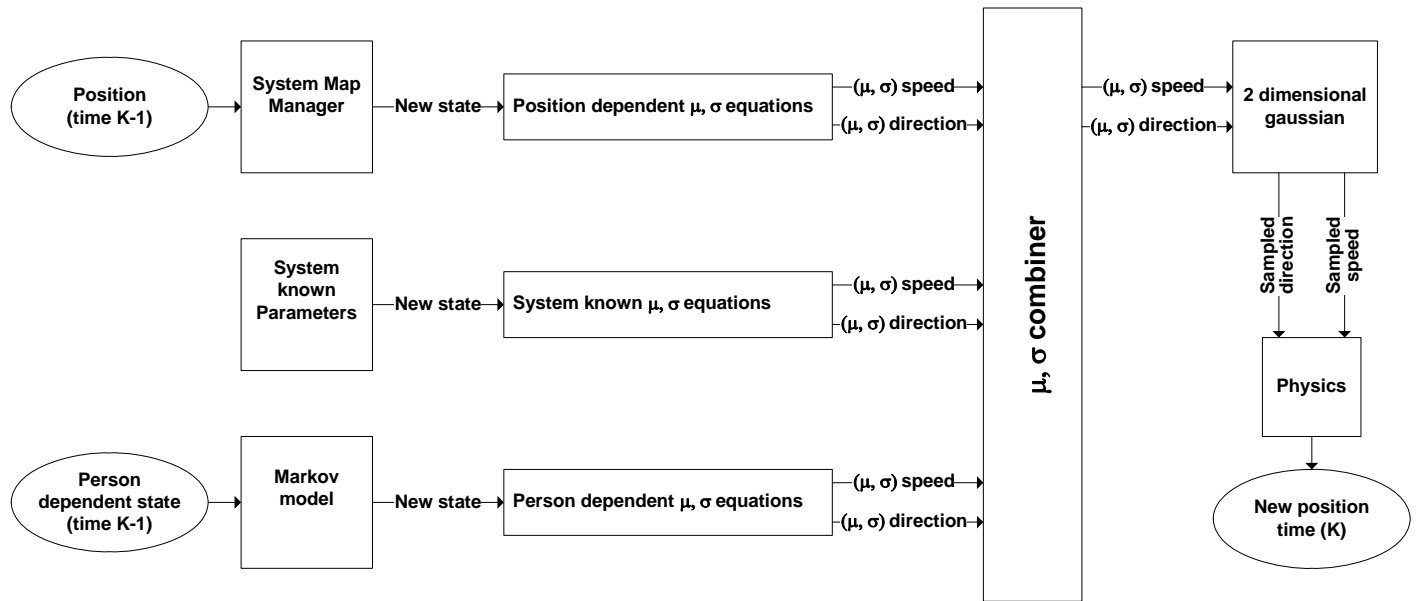 Position
(time K-1)
System Map
Manager
New state
Position dependent μ, σ equations
(μ, σ) speed
(μ, σ) direction
System
known
Parameters
New state
System known μ, σ equations
(μ, σ) speed
(μ, σ) direction
Person
dependent state
(time K-1)
Markov
model
New state
Person dependent μ, σ equations
(μ, σ) speed
(μ, σ) direction
μ, σ combiner
(μ, σ) speed
(μ, σ) direction
2 dimensional
gaussian
Sampled
direction
Sampled
speed
Physics
New position
time (K)